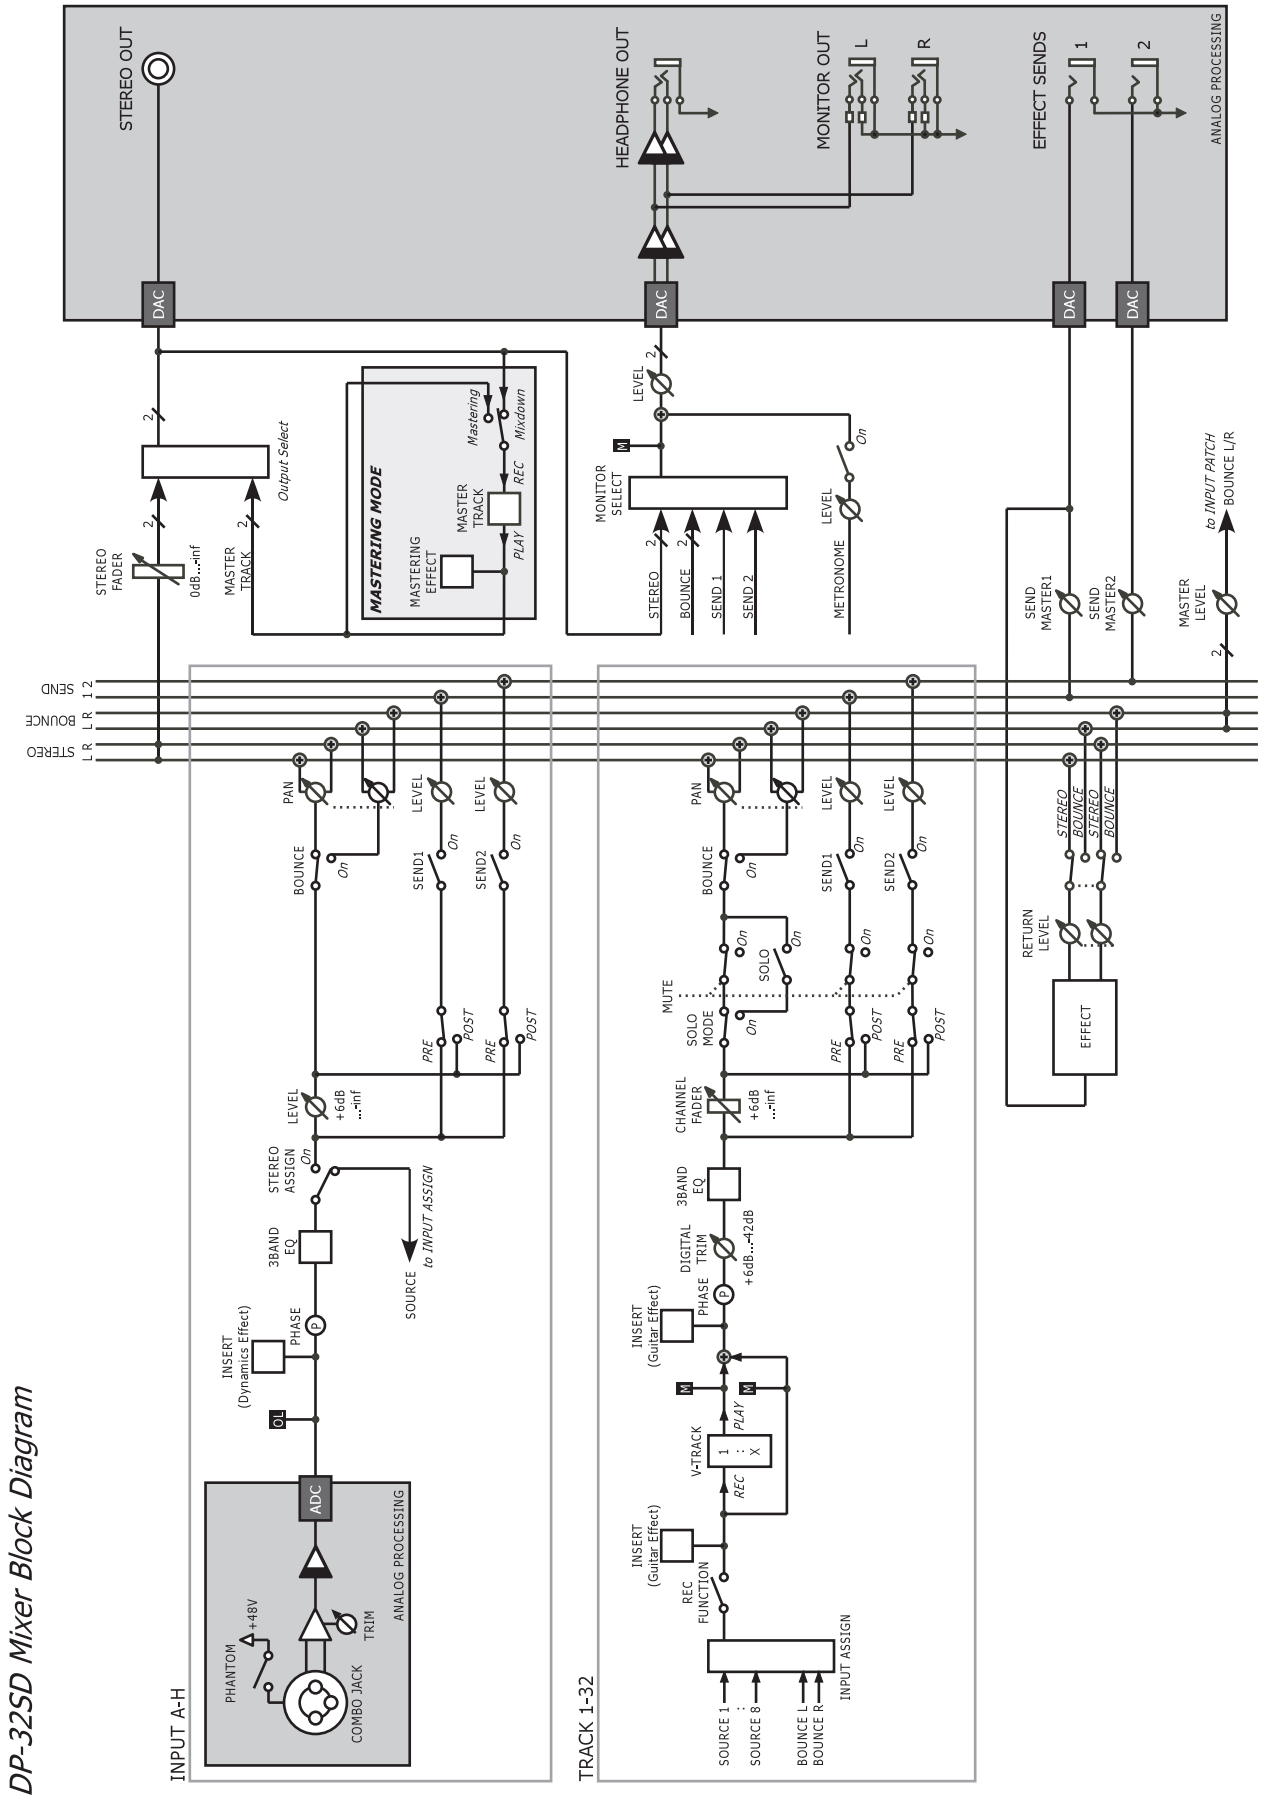 DP-32SD Mixer Block Diagram
INPUT A-H
PHANTOM
+48V
COMBO JACK
TRIM
ANALOG PROCESSING
ADC
OL
INSERT
(Dynamics Effect)
PHASE
P
3BAND
EQ
SOURCE
to INPUT ASSIGN
STEREO
ASSIGN
On
LEVEL
+6dB
...-inf
PRE
POST
PRE
POST
BOUNCE
On
SEND1
On
SEND2
On
PAN
LEVEL
LEVEL
STEREO
L R
BOUNCE
L R
SEND
1 2
STEREO
FADER
0dB...-inf
2
MASTER
TRACK
2
Output Select
2
DAC
STEREO OUT
MASTERING MODE
MASTERING
EFFECT
MASTER
TRACK
PLAY
REC
Mastering
Mixdown
TRACK 1-32
SOURCE 1
:
SOURCE 8
BOUNCE L
BOUNCE R
INPUT ASSIGN
REC
FUNCTION
INSERT
(Guitar Effect)
V-TRACK
1
:
X
REC
PLAY
M
M
INSERT
(Guitar Effect)
PHASE
P
DIGITAL
TRIM
+6dB...-42dB
3BAND
EQ
CHANNEL
FADER
+6dB
...-inf
SOLO
MODE
On
MUTE
On
SOLO
On
PRE
POST
On
PRE
POST
On
BOUNCE
On
SEND1
On
SEND2
On
PAN
LEVEL
LEVEL
STEREO
2
BOUNCE
2
SEND 1
SEND 2
METRONOME
LEVEL
On
MONITOR
SELECT
M
LEVEL
2
DAC
HEADPHONE OUT
MONITOR OUT
L
R
EFFECT
RETURN
LEVEL
STEREO
BOUNCE
STEREO
BOUNCE
SEND
MASTER1
SEND
MASTER2
MASTER
LEVEL
2
to INPUT PATCH
BOUNCE L/R
DAC
DAC
EFFECT SENDS
1
2
ANALOG PROCESSING